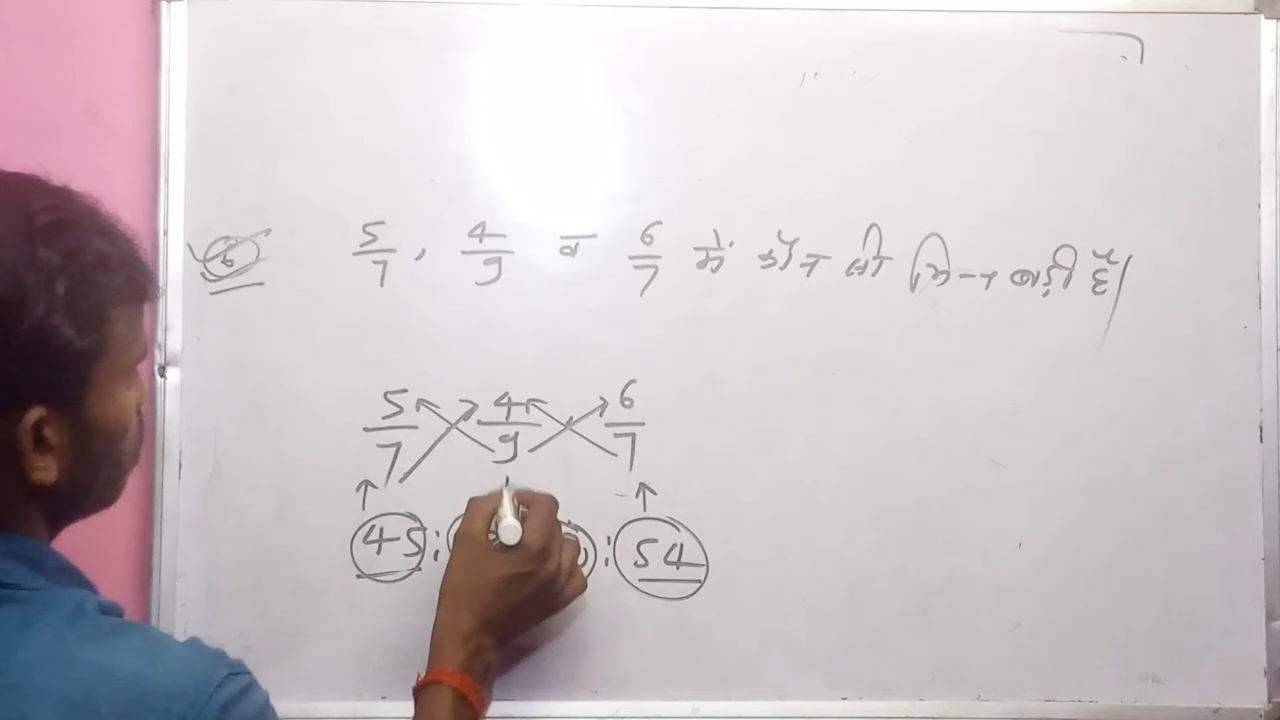 6 5/7, 4/9 व 6/7 में कौन सी भिन्न बड़ी है।
5/7 4/9 6/7
45 : : 54